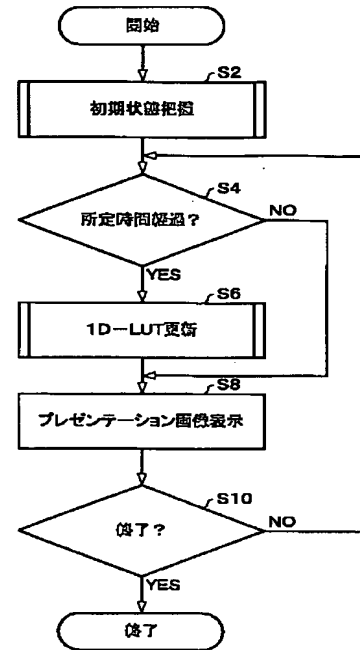 開始
S2
初期状態把握
S4
所定時間経過？
NO
YES
S6
1D－LUT更新
S8
プレゼンテーション画像表示
S10
終了？
NO
YES
終了